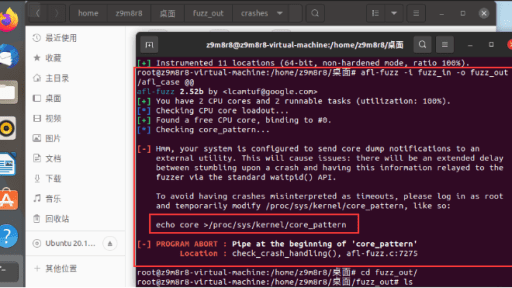 home
z9m8r8
桌面
fuzz_out
crashes
最近使用
收藏
主目录
桌面
视频
图片
文档
下载
音乐
回收站
Ubuntu 20.1...
其他位置
z9m8r8@z9m8r8-virtual-machine:/home/z9m8r8/桌面
[+] Instrumented 11 locations (64-bit, non-hardened mode, ratio 100%).
root@z9m8r8-virtual-machine:/home/z9m8r8/桌面# afl-fuzz -i fuzz_in -o fuzz_out
/afl_case @@
afl-fuzz 2.52b by <lcamtuf@google.com>
[+] You have 2 CPU cores and 2 runnable tasks (utilization: 100%).
[*] Checking CPU core loadout...
[+] Found a free CPU core, binding to #0.
[*] Checking core_pattern...
[-] Hmm, your system is configured to send core dump notifications to an
external utility. This will cause issues: there will be an extended delay
between stumbling upon a crash and having this information relayed to the
fuzzer via the standard waitpid() API.
To avoid having crashes misinterpreted as timeouts, please log in as root
and temporarily modify /proc/sys/kernel/core_pattern, like so:
echo core >/proc/sys/kernel/core_pattern
[-] PROGRAM ABORT : Pipe at the beginning of 'core_pattern'
Location : check_crash_handling(), afl-fuzz.c:7275
root@z9m8r8-virtual-machine:/home/z9m8r8/桌面# cd fuzz_out/
root@z9m8r8-virtual-machine:/home/z9m8r8/桌面/fuzz_out# ls